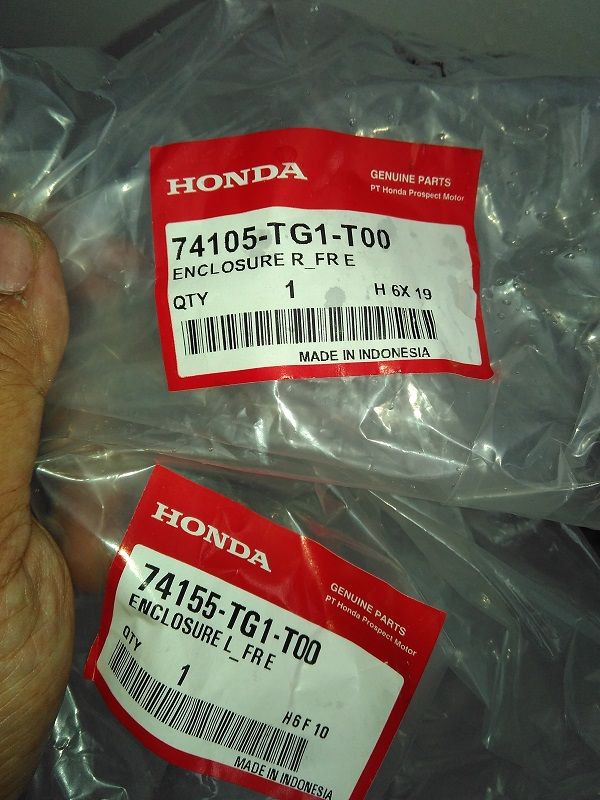 HONDA
GENUINE PARTS
PT Honda Prospect Motor
74105-TG1-T00
ENCLOSURE R_FR E
QTY 1 H 6X 19
MADE IN INDONESIA
HONDA
GENUINE PARTS
PT Honda Prospect Motor
74155-TG1-T00
ENCLOSURE L_FR E
QTY 1 H6 F 10
MADE IN INDONESIA